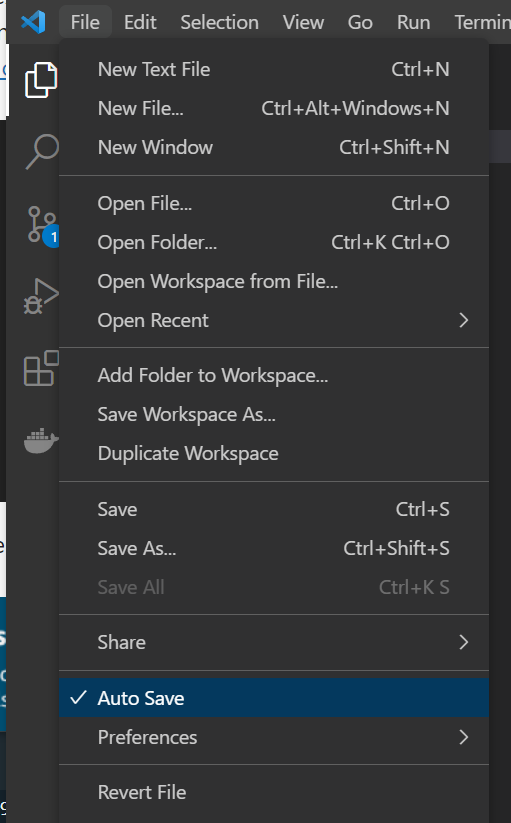 File Edit Selection View Go Run Termin
New Text File Ctrl+N
New File... Ctrl+Alt+Windows+N
New Window Ctrl+Shift+N
Open File... Ctrl+O
Open Folder... Ctrl+K Ctrl+O
Open Workspace from File...
Open Recent
1
Add Folder to Workspace...
Save Workspace As...
Duplicate Workspace
Save Ctrl+S
Save As... Ctrl+Shift+S
Save All Ctrl+K S
Share
Auto Save
Preferences
Revert File